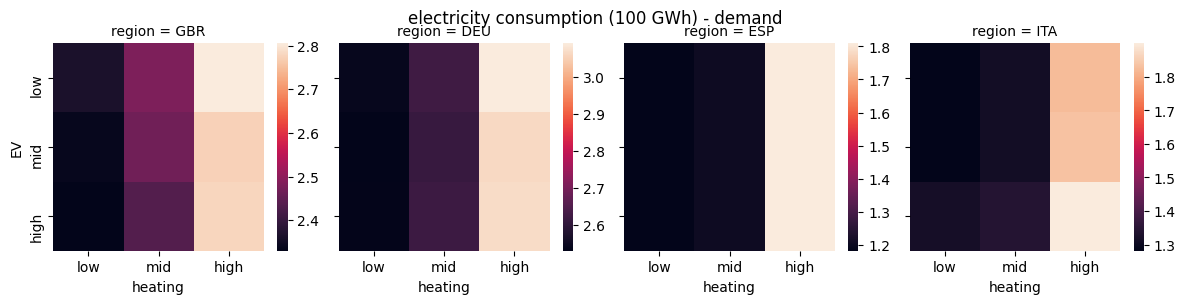 electricity consumption (100 GWh) - demand
region = GBR
region = DEU
region = ESP
region = ITA
EV
low
mid
high
2.8
2.7
2.6
2.5
2.4
3.0
2.9
2.8
2.7
2.6
1.8
1.7
1.6
1.5
1.4
1.3
1.2
1.8
1.7
1.6
1.5
1.4
1.3
low mid high
low mid high
low mid high
low mid high
heating
heating
heating
heating